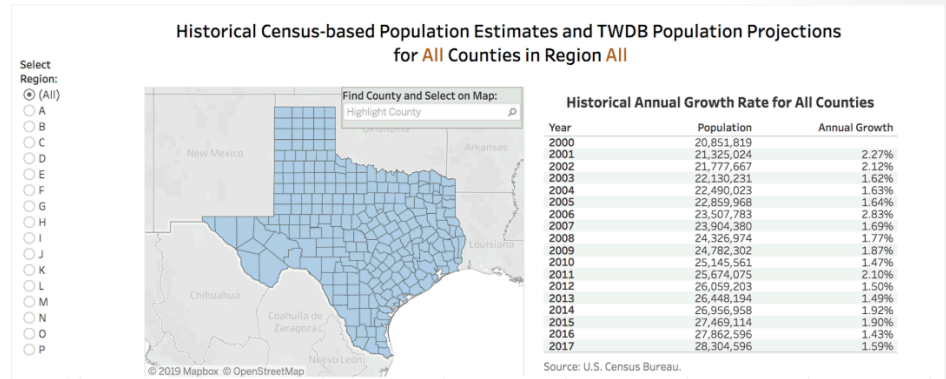 Historical Census-based Population Estimates and TWDB Population Projections
for All Counties in Region All
Select
Region:
(All)
A
B
C
D
E
F
G
H
I
J
K
L
M
N
O
P
Find County and Select on Map:
Highlight County
Oklahoma
New Mexico
Arkansas
Louisiana
Chihuahua
Coahuila de
Zaragoza
Nuevo León
© 2019 Mapbox © OpenStreetMap
Historical Annual Growth Rate for All Counties
Year Population Annual Growth
2000 20,851,819
2001 21,325,024 2.27%
2002 21,777,667 2.12%
2003 22,130,231 1.62%
2004 22,490,023 1.63%
2005 22,859,968 1.64%
2006 23,507,783 2.83%
2007 23,904,380 1.69%
2008 24,326,974 1.77%
2009 24,782,302 1.87%
2010 25,145,561 1.47%
2011 25,674,075 2.10%
2012 26,059,203 1.50%
2013 26,448,194 1.49%
2014 26,956,958 1.92%
2015 27,469,114 1.90%
2016 27,862,596 1.43%
2017 28,304,596 1.59%
Source: U.S. Census Bureau.